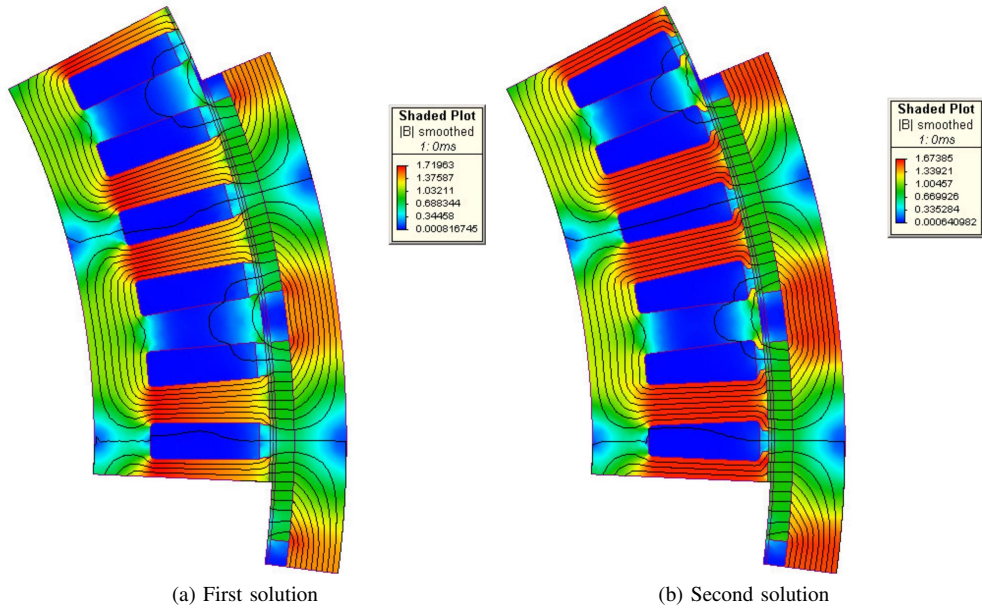 Shaded Plot
|B| smoothed
1: 0ms
1.71963
1.37587
1.03211
0.688344
0.34458
0.000816745
Shaded Plot
|B| smoothed
1: 0ms
1.67385
1.33921
1.00457
0.669926
0.335284
0.000640982
(a) First solution
(b) Second solution